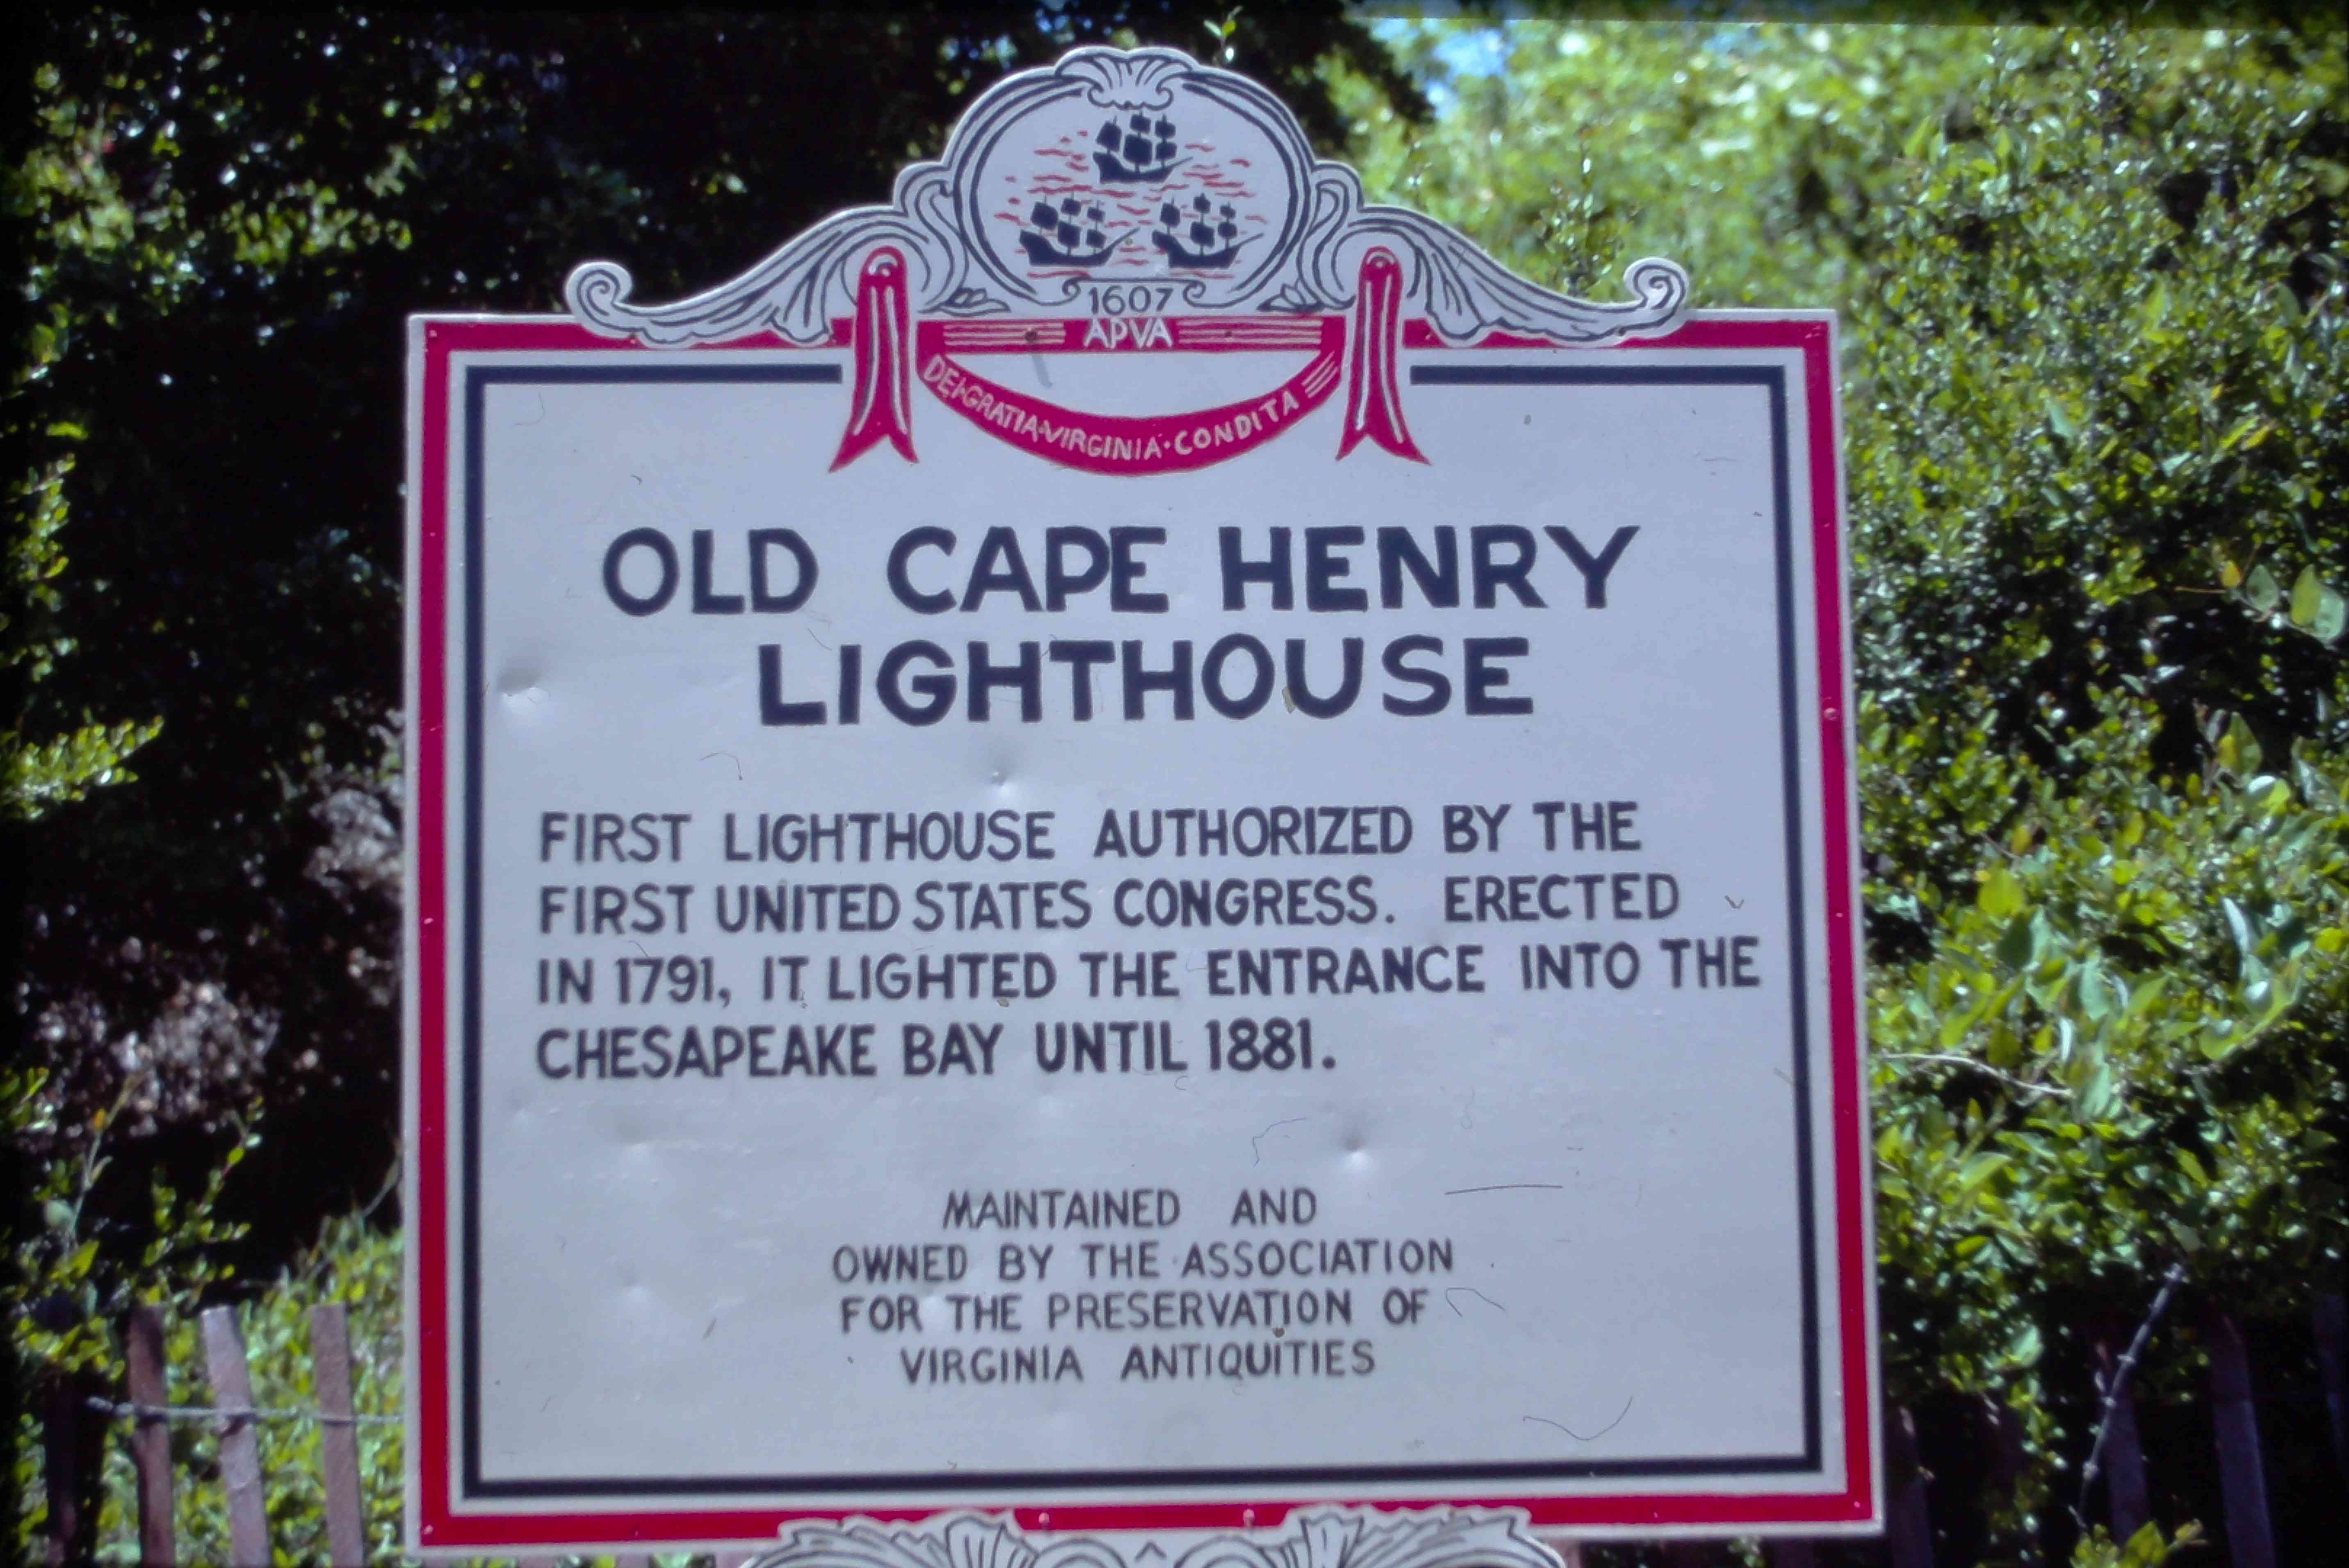 1607
APVA
DEI·GRATIA·VIRGINIA·CONDITA
OLD CAPE HENRY
LIGHTHOUSE
FIRST LIGHTHOUSE AUTHORIZED BY THE
FIRST UNITED STATES CONGRESS. ERECTED
IN 1791, IT LIGHTED THE ENTRANCE INTO THE
CHESAPEAKE BAY UNTIL 1881.
MAINTAINED AND
OWNED BY THE ASSOCIATION
FOR THE PRESERVATION OF
VIRGINIA ANTIQUITIES